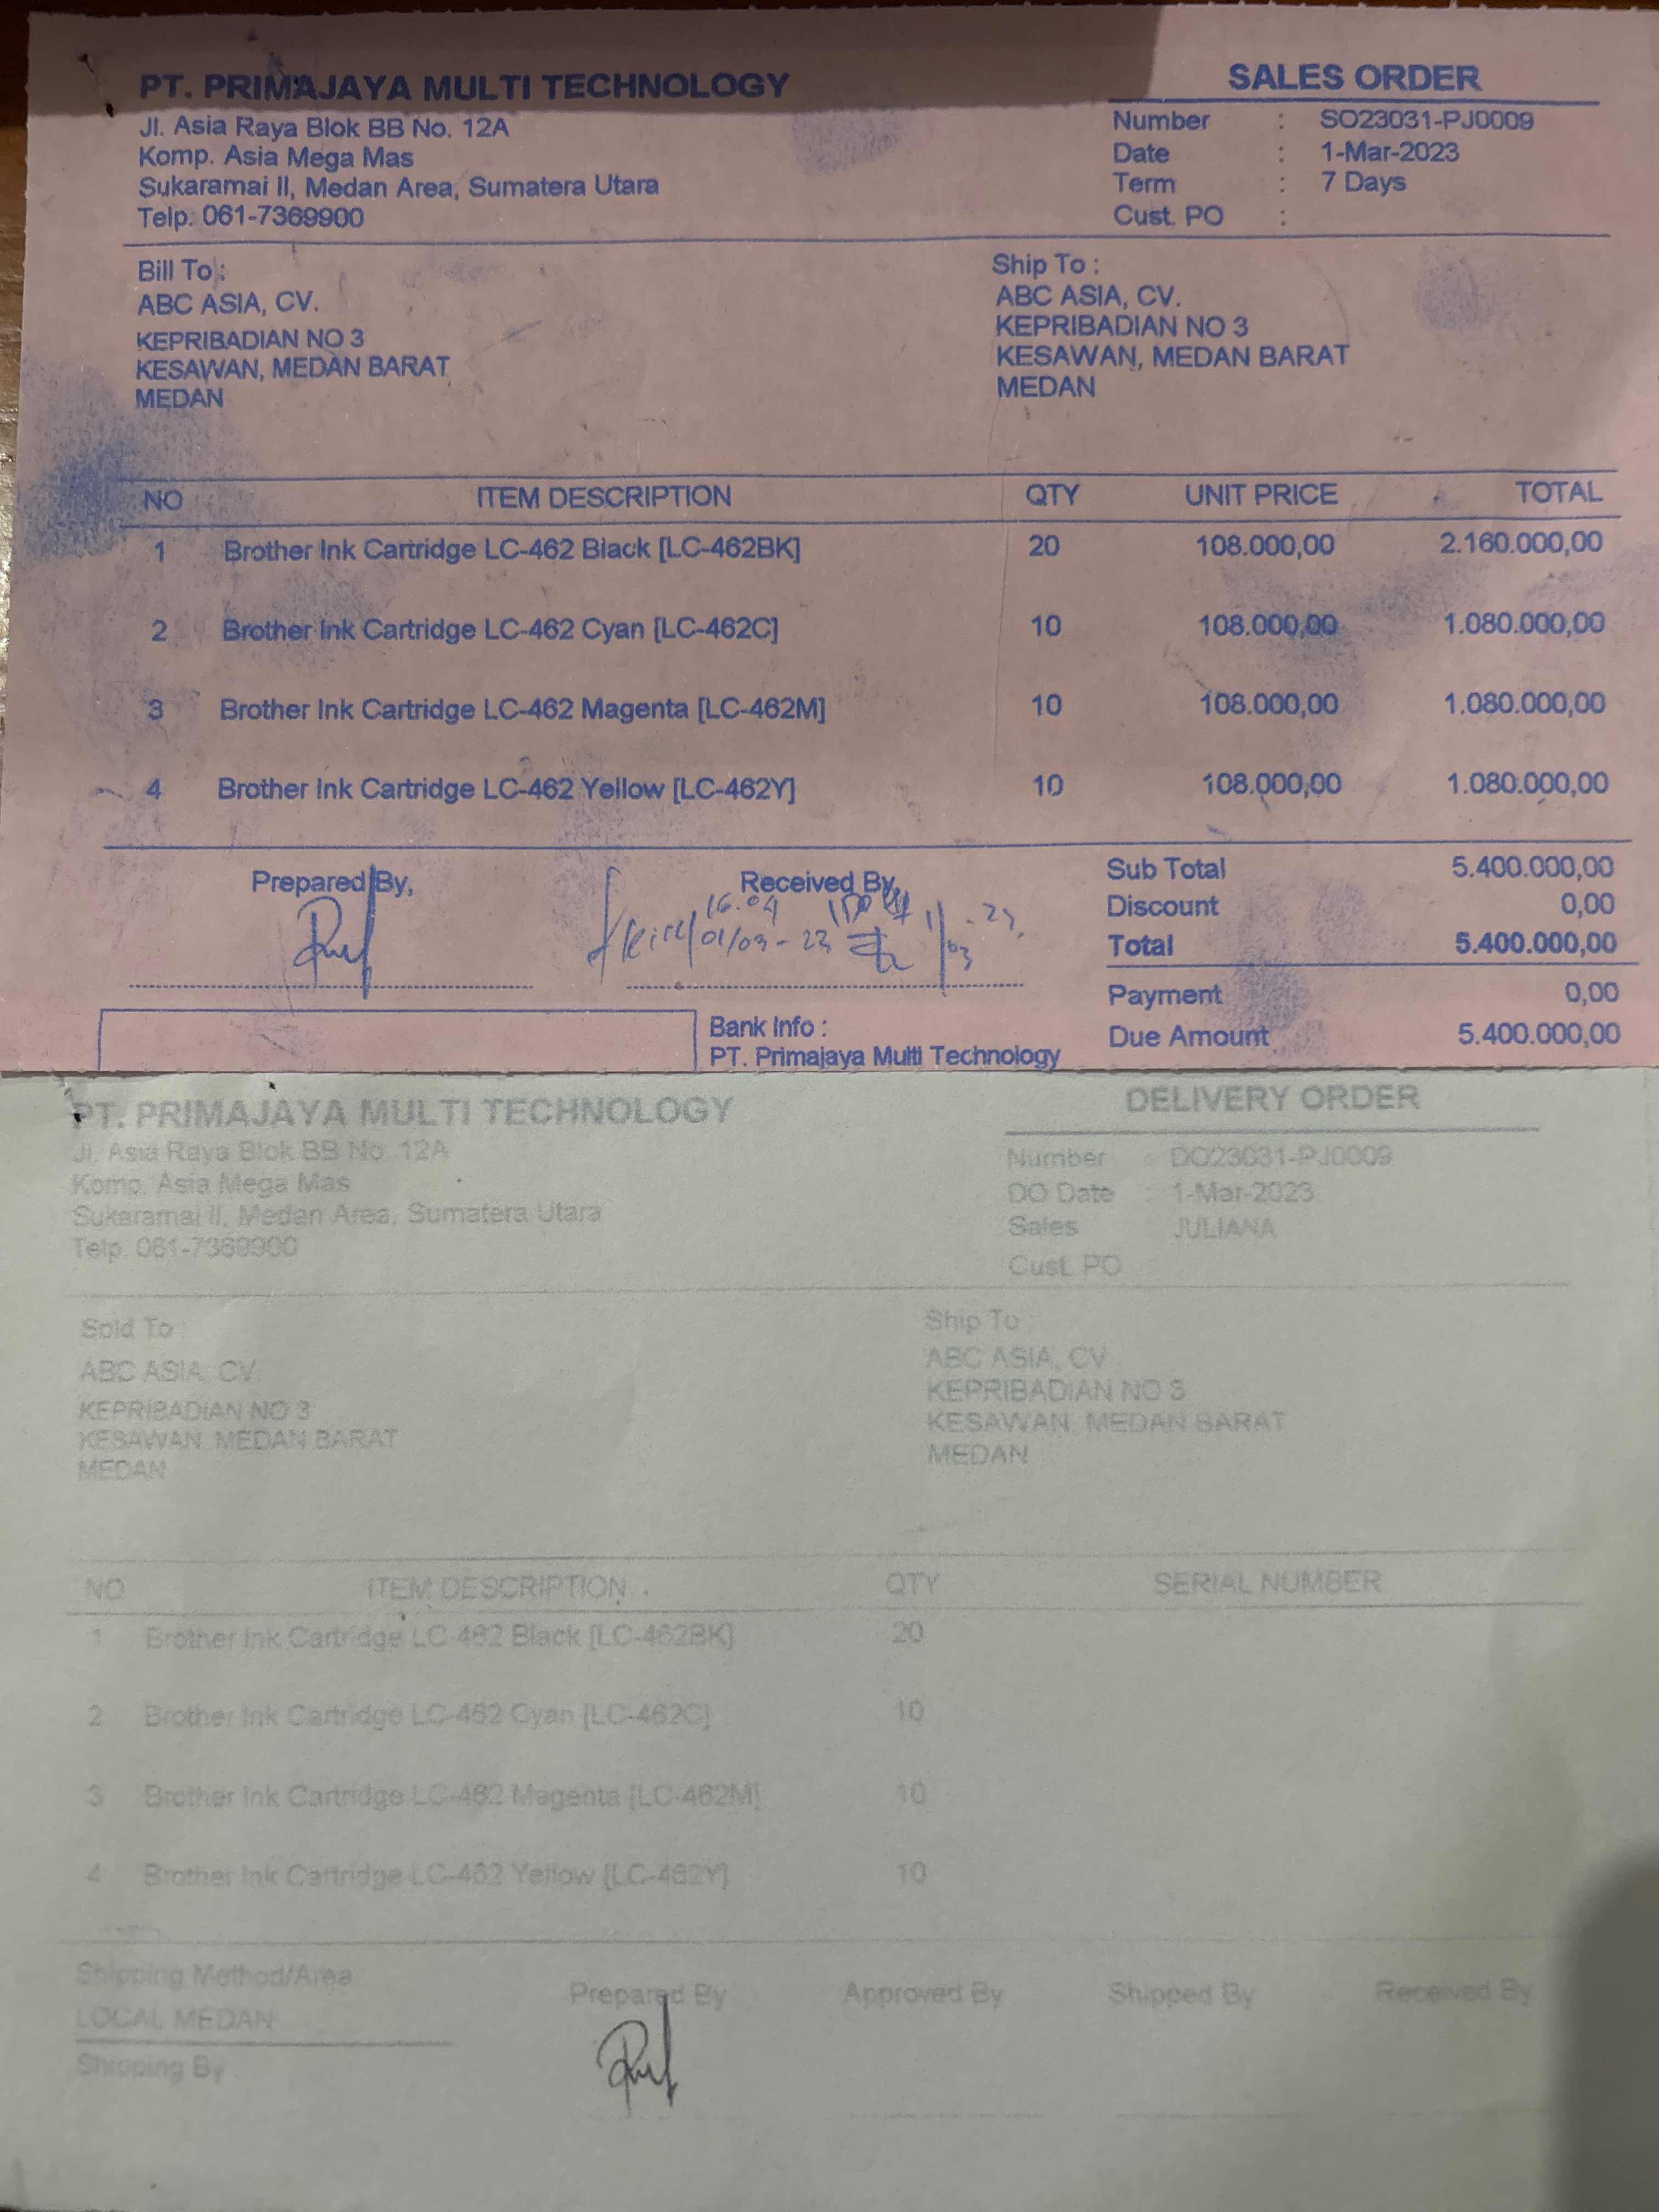 PT. PRIMAJAYA MULTI TECHNOLOGY
Jl. Asia Raya Blok BB No. 12A
Komp. Asia Mega Mas
Sukaramai II, Medan Area, Sumatera Utara
Telp. 061-7369900
SALES ORDER
Number : SO23031-PJ0009
Date : 1-Mar-2023
Term : 7 Days
Cust. PO :
Bill To :
ABC ASIA, CV.
KEPRIBADIAN NO 3
KESAWAN, MEDAN BARAT
MEDAN
Ship To :
ABC ASIA, CV.
KEPRIBADIAN NO 3
KESAWAN, MEDAN BARAT
MEDAN
NO ITEM DESCRIPTION QTY UNIT PRICE TOTAL
1 Brother Ink Cartridge LC-462 Black [LC-462BK] 20 108.000,00 2.160.000,00
2 Brother Ink Cartridge LC-462 Cyan [LC-462C] 10 108.000,00 1.080.000,00
3 Brother Ink Cartridge LC-462 Magenta [LC-462M] 10 108.000,00 1.080.000,00
4 Brother Ink Cartridge LC-462 Yellow [LC-462Y] 10 108.000,00 1.080.000,00
Prepared By,
Received By,
16.04
01/03-23
Sub Total 5.400.000,00
Discount 0,00
Total 5.400.000,00
Payment 0,00
Due Amount 5.400.000,00
Bank Info :
PT. Primajaya Multi Technology
PT. PRIMAJAYA MULTI TECHNOLOGY
Jl. Asia Raya Blok BB No. 12A
Komp. Asia Mega Mas
Sukaramai II, Medan Area, Sumatera Utara
Telp. 061-7369900
DELIVERY ORDER
Number : DO23031-PJ0009
DO Date : 1-Mar-2023
Sales JULIANA
Cust. PO
Sold To :
ABC ASIA, CV.
KEPRIBADIAN NO 3
KESAWAN, MEDAN BARAT
MEDAN
Ship To :
ABC ASIA, CV.
KEPRIBADIAN NO 3
KESAWAN, MEDAN BARAT
MEDAN
NO ITEM DESCRIPTION QTY SERIAL NUMBER
1 Brother Ink Cartridge LC-462 Black [LC-462BK] 20
2 Brother Ink Cartridge LC-462 Cyan [LC-462C] 10
3 Brother Ink Cartridge LC-462 Magenta [LC-462M] 10
4 Brother Ink Cartridge LC-462 Yellow [LC-462Y] 10
Shipping Method/Area
LOCAL MEDAN
Shipping By
Prepared By
Approved By
Shipped By
Received By